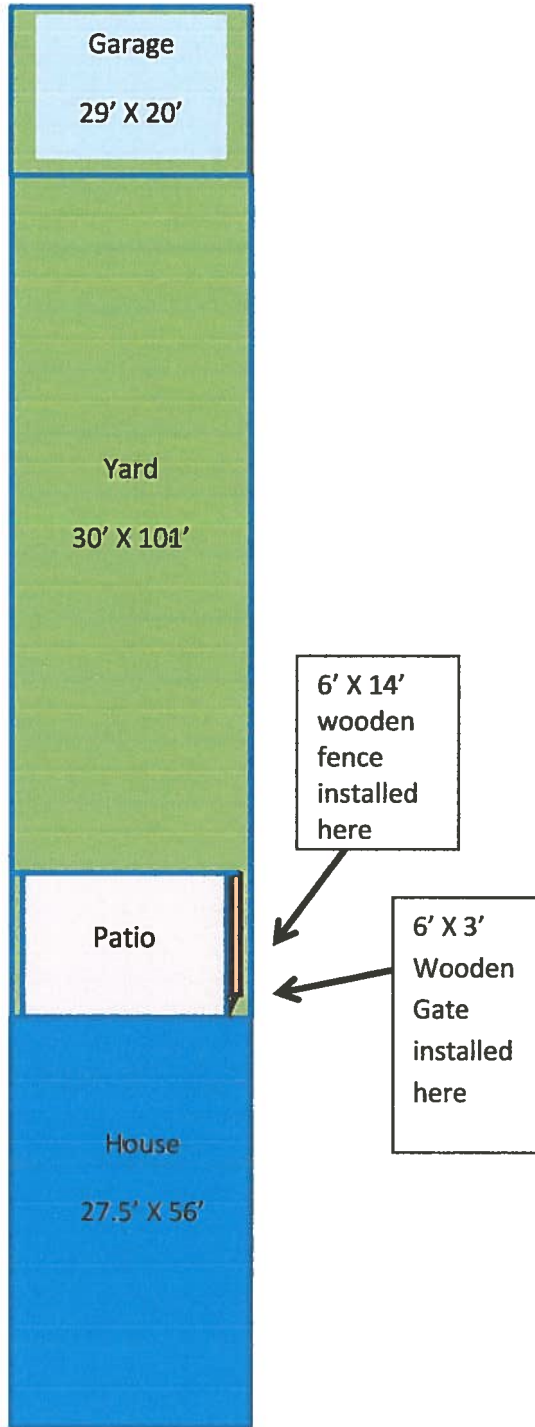 Garage
29' X 20'
Yard
30' X 101'
6' X 14'
wooden
fence
installed
here
Patio
6' X 3'
Wooden
Gate
installed
here
House
27.5' X 56'